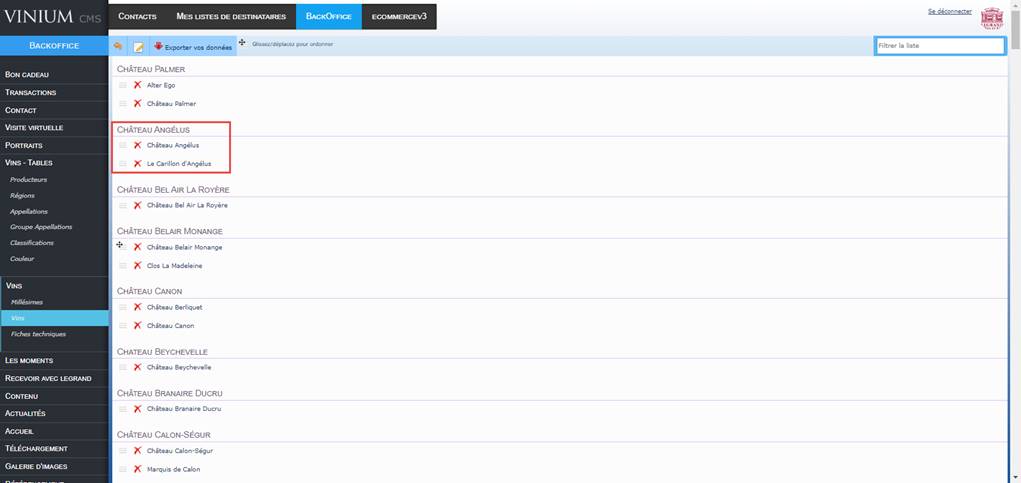 VINIUM CMS
CONTACTS
MES LISTES DE DESTINATAIRES
BACKOFFICE
ECOMMERCEV3
Se déconnecter
LEGRAND
BACKOFFICE
Exporter vos données
Glissez/déplacez pour ordonner
Filtrer la liste
BON CADEAU
TRANSACTIONS
CONTACT
VISITE VIRTUELLE
PORTRAITS
VINS - TABLES
Producteurs
Régions
Appellations
Groupe Appellations
Classifications
Couleur
VINS
Millésimes
Vins
Fiches techniques
LES MOMENTS
RECEVOIR AVEC LEGRAND
CONTENU
ACTUALITÉS
ACCUEIL
TÉLÉCHARGEMENT
GALERIE D'IMAGES
CHÂTEAU PALMER
Alter Ego
Château Palmer
CHÂTEAU ANGÉLUS
Château Angélus
Le Carillon d'Angélus
CHÂTEAU BEL AIR LA ROYÈRE
Château Bel Air La Royère
CHÂTEAU BELAIR MONANGE
Château Belair Monange
Clos La Madeleine
CHÂTEAU CANON
Château Berliquet
Château Canon
CHATEAU BEYCHEVELLE
Château Beychevelle
CHÂTEAU BRANAIRE DUCRU
Château Branaire Ducru
CHÂTEAU CALON-SÉGUR
Château Calon-Ségur
Marquis de Calon